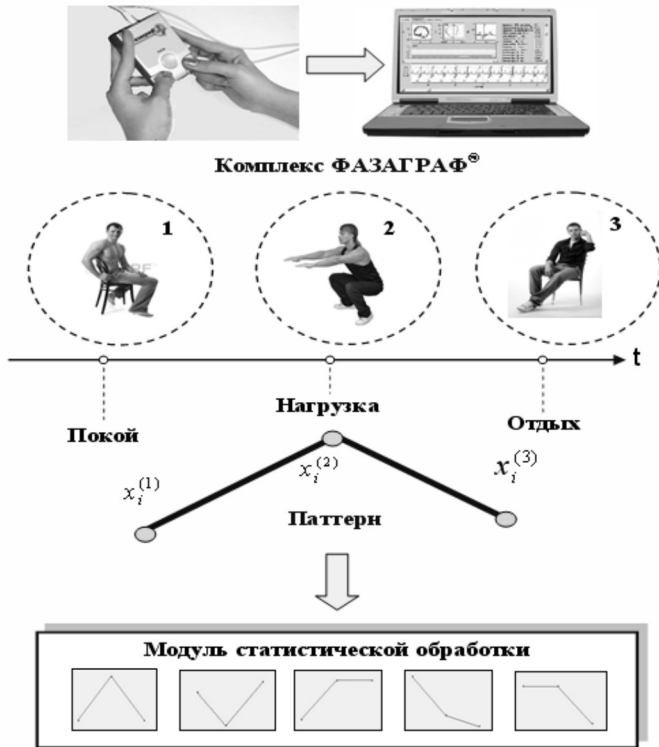 Комплекс ФАЗАГРАФ®
1
2
3
t
Покой
Нагрузка
Отдых
x_i^(1)
x_i^(2)
x_i^(3)
Паттерн
Модуль статистической обработки